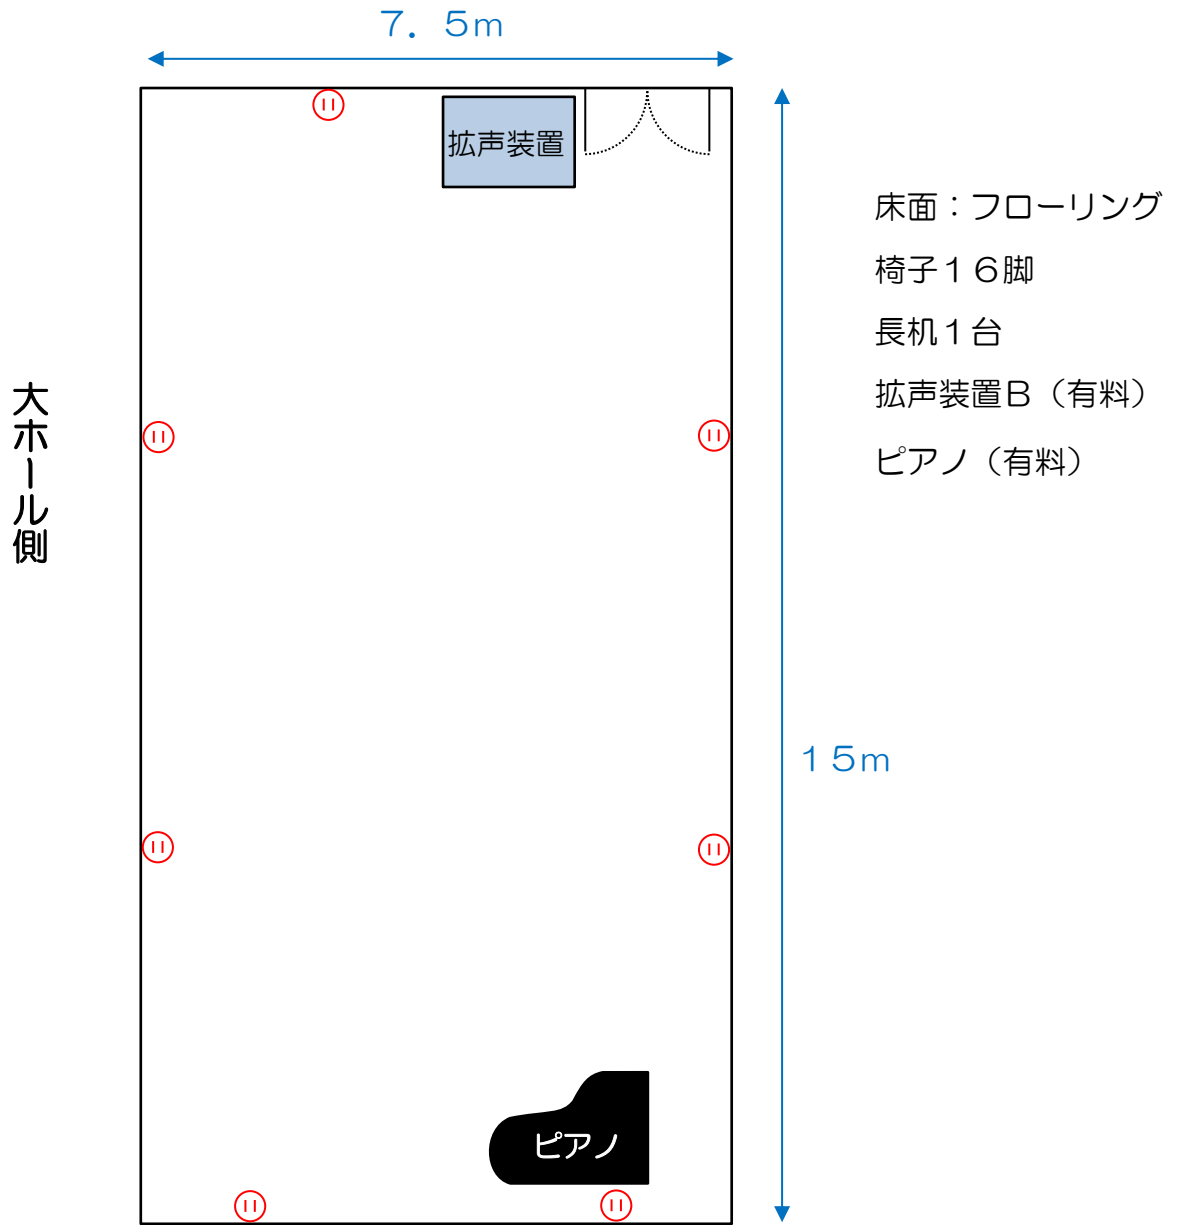 ７．５ｍ
拡声装置
床面：フローリング
椅子１６脚
長机１台
拡声装置Ｂ（有料）
ピアノ（有料）
大ホール側
１５ｍ
ピアノ